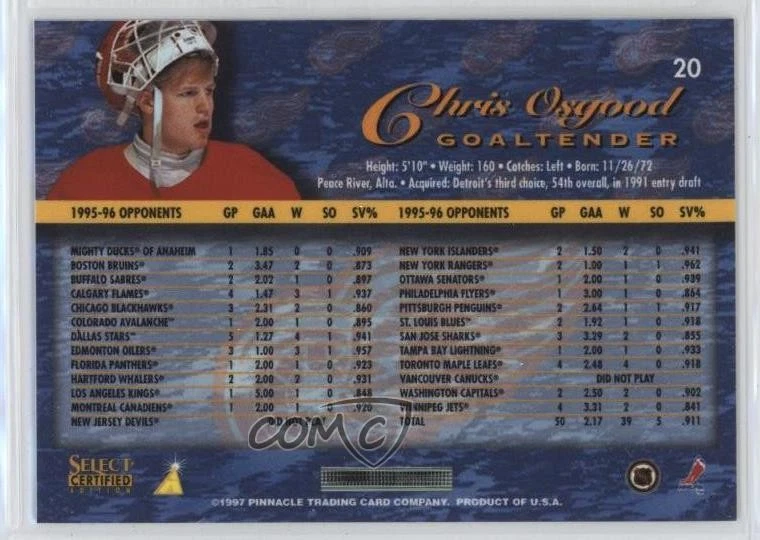 20
Chris Osgood
GOALTENDER
Height: 5'10" • Weight: 160 • Catches: Left • Born: 11/26/72
Peace River, Alta. • Acquired: Detroit's third choice, 54th overall, in 1991 entry draft
1995-96 OPPONENTS GP GAA W SO SV% 1995-96 OPPONENTS GP GAA W SO SV%
MIGHTY DUCKS® OF ANAHEIM 1 1.85 0 0 .909 NEW YORK ISLANDERS® 2 1.50 2 0 .941
BOSTON BRUINS® 2 3.47 2 0 .873 NEW YORK RANGERS® 2 1.00 1 1 .962
BUFFALO SABRES® 2 2.02 1 0 .897 OTTAWA SENATORS® 1 2.00 1 0 .939
CALGARY FLAMES® 4 1.47 3 1 .937 PHILADELPHIA FLYERS® 1 3.00 1 0 .864
CHICAGO BLACKHAWKS® 3 2.31 2 0 .860 PITTSBURGH PENGUINS® 2 2.64 1 1 .917
COLORADO AVALANCHE™ 1 2.00 1 0 .895 ST. LOUIS BLUES™ 2 1.92 1 0 .918
DALLAS STARS™ 5 1.27 4 1 .941 SAN JOSE SHARKS® 3 3.29 2 0 .855
EDMONTON OILERS® 3 1.00 3 1 .957 TAMPA BAY LIGHTNING® 1 2.00 1 0 .933
FLORIDA PANTHERS® 1 2.00 1 0 .923 TORONTO MAPLE LEAFS® 4 2.48 4 0 .918
HARTFORD WHALERS® 2 2.00 2 0 .931 VANCOUVER CANUCKS® DID NOT PLAY
LOS ANGELES KINGS® 1 5.00 1 0 .848 WASHINGTON CAPITALS® 2 2.50 2 0 .902
MONTREAL CANADIENS® 1 2.00 1 0 .920 WINNIPEG JETS® 4 3.31 2 0 .841
NEW JERSEY DEVILS® DID NOT PLAY TOTAL 50 2.17 39 5 .911
COMC
SELECT
CERTIFIED
EDITION
©1997 PINNACLE TRADING CARD COMPANY. PRODUCT OF U.S.A.